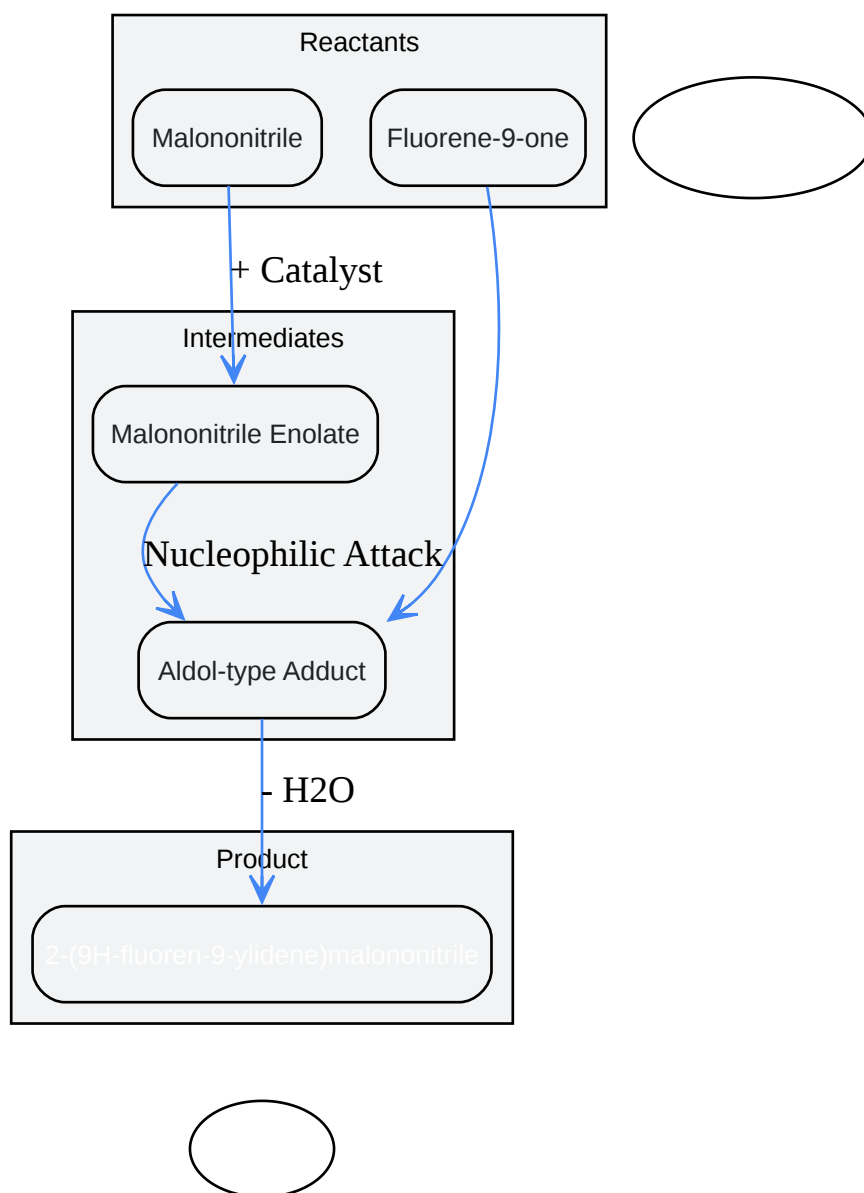 Reactants
Malononitrile
Fluorene-9-one
+ Catalyst
Intermediates
Malononitrile Enolate
Nucleophilic Attack
Aldol-type Adduct
- H2O
Product
2-(9H-fluoren-9-ylidene)malononitrile